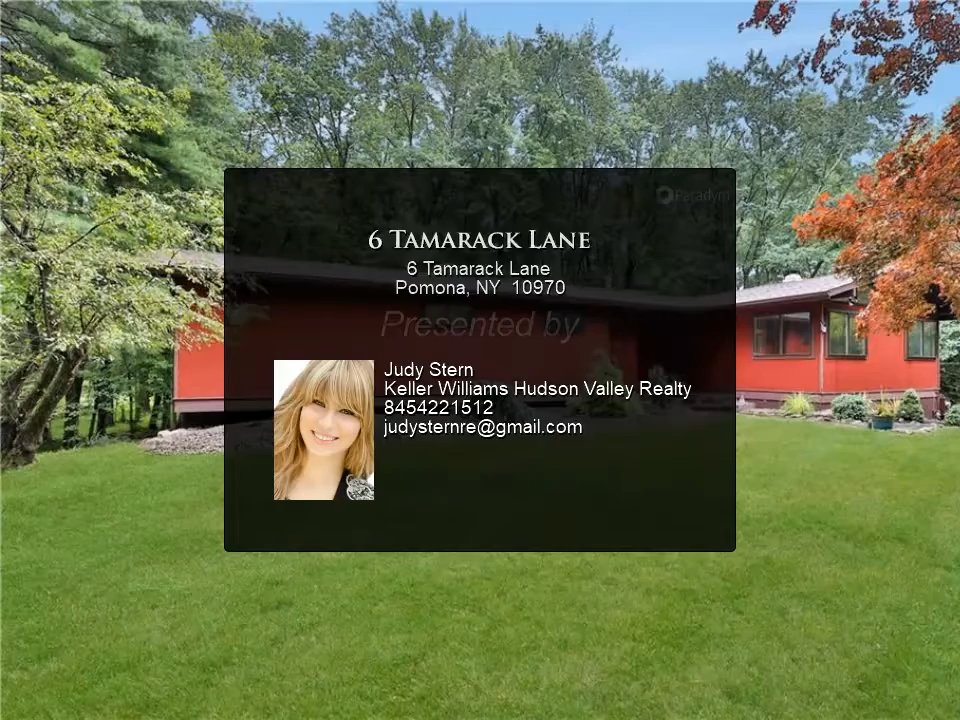 Paradym
6 Tamarack Lane
6 Tamarack Lane
Pomona, NY 10970
Presented by
Judy Stern
Keller Williams Hudson Valley Realty
8454221512
judysternre@gmail.com